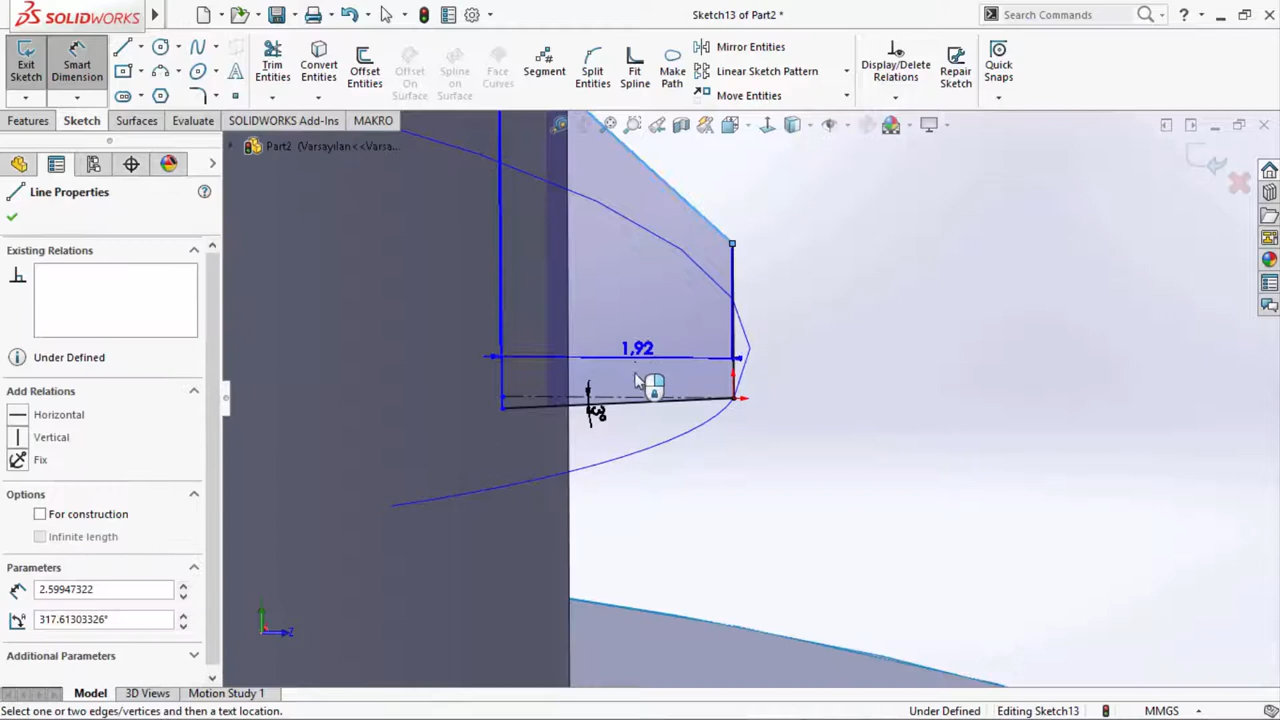 SOLIDWORKS
Sketch13 of Part2 *
Search Commands
?
Exit Sketch
Smart Dimension
Trim Entities
Convert Entities
Offset Entities
Offset On Surface
Spline on Surface
Face Curves
Segment
Split Entities
Fit Spline
Make Path
Mirror Entities
Linear Sketch Pattern
Move Entities
Display/Delete Relations
Repair Sketch
Quick Snaps
Features
Sketch
Surfaces
Evaluate
SOLIDWORKS Add-Ins
MAKRO
Part2 (Varsayılan<<Varsa...
Line Properties
Existing Relations
Under Defined
Add Relations
Horizontal
Vertical
Fix
Options
For construction
Infinite length
Parameters
2.59947322
317.61303326°
Additional Parameters
1,92
3°
Z
Model
3D Views
Motion Study 1
Select one or two edges/vertices and then a text location.
Under Defined
Editing Sketch13
MMGS